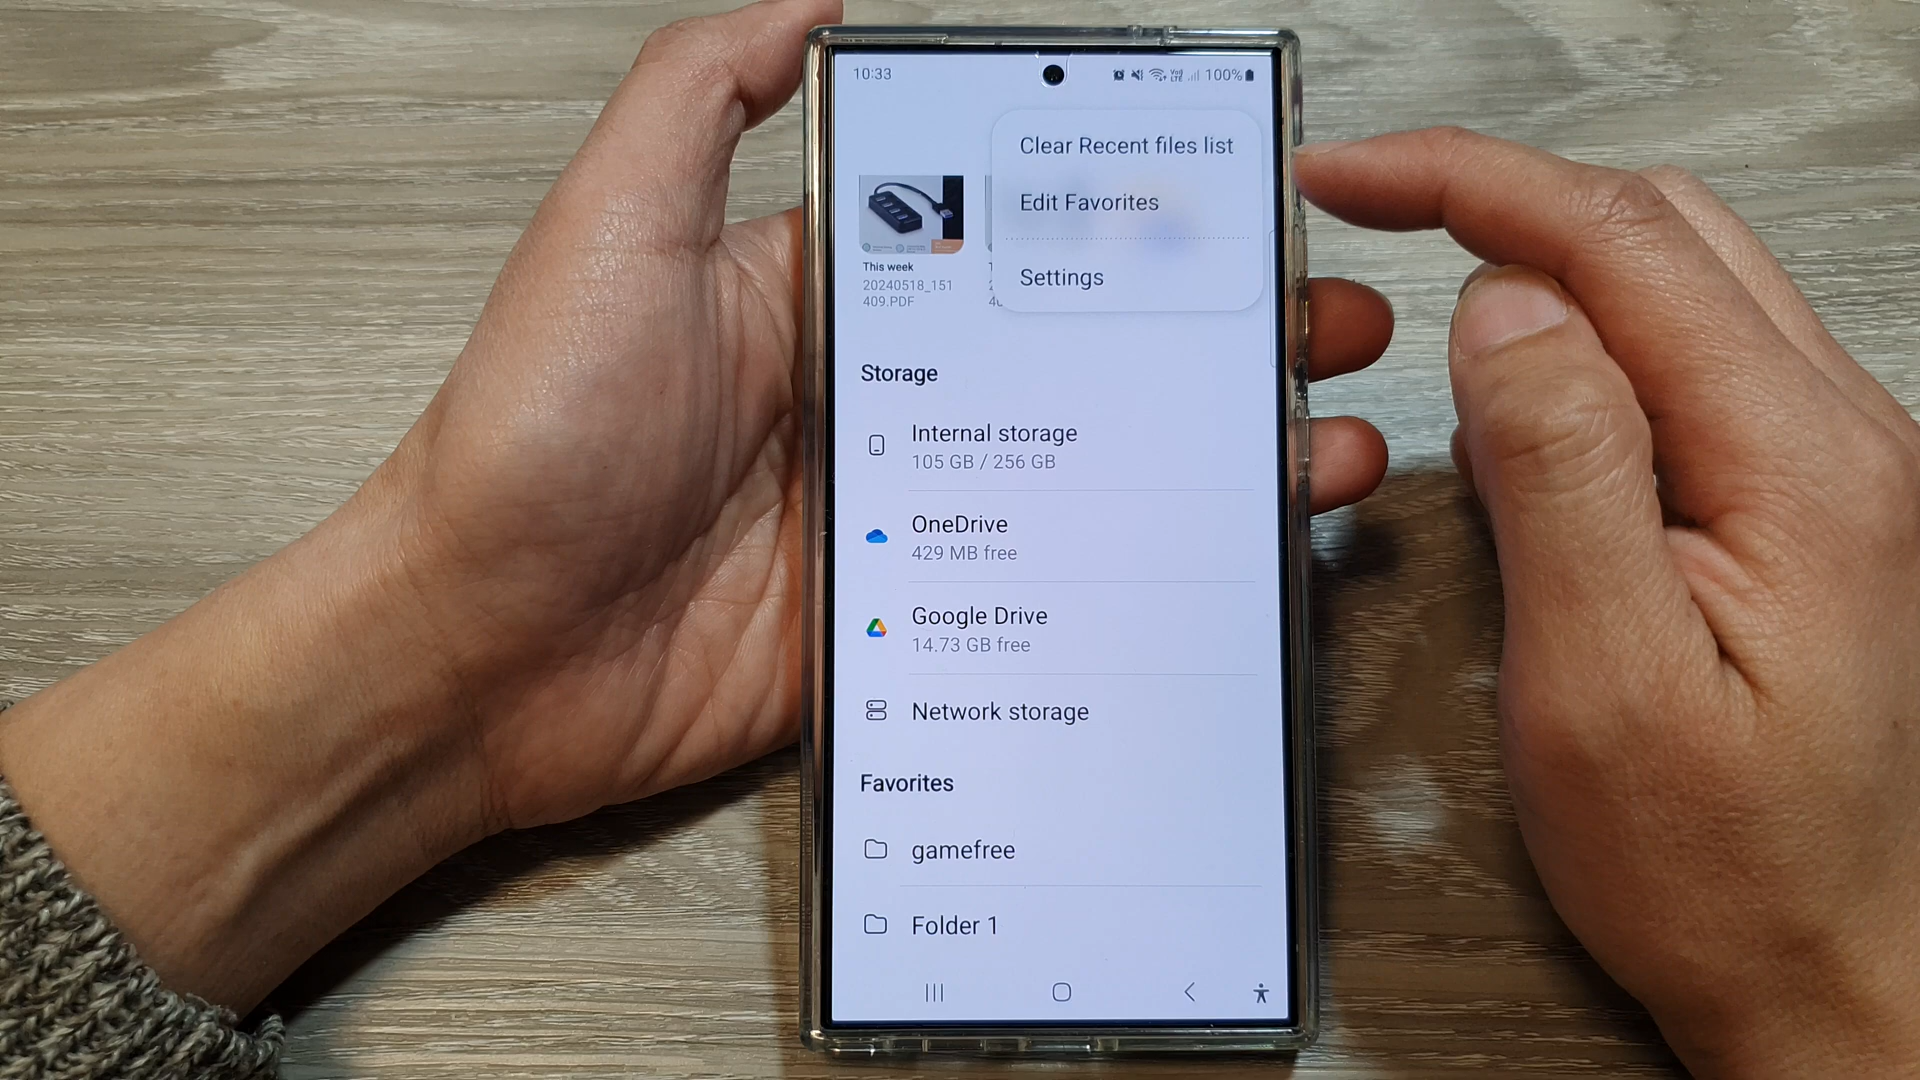 10:33
100%
Clear Recent files list
Edit Favorites
Settings
This week
20240518_151
409.PDF
Storage
Internal storage
105 GB / 256 GB
OneDrive
429 MB free
Google Drive
14.73 GB free
Network storage
Favorites
gamefree
Folder 1